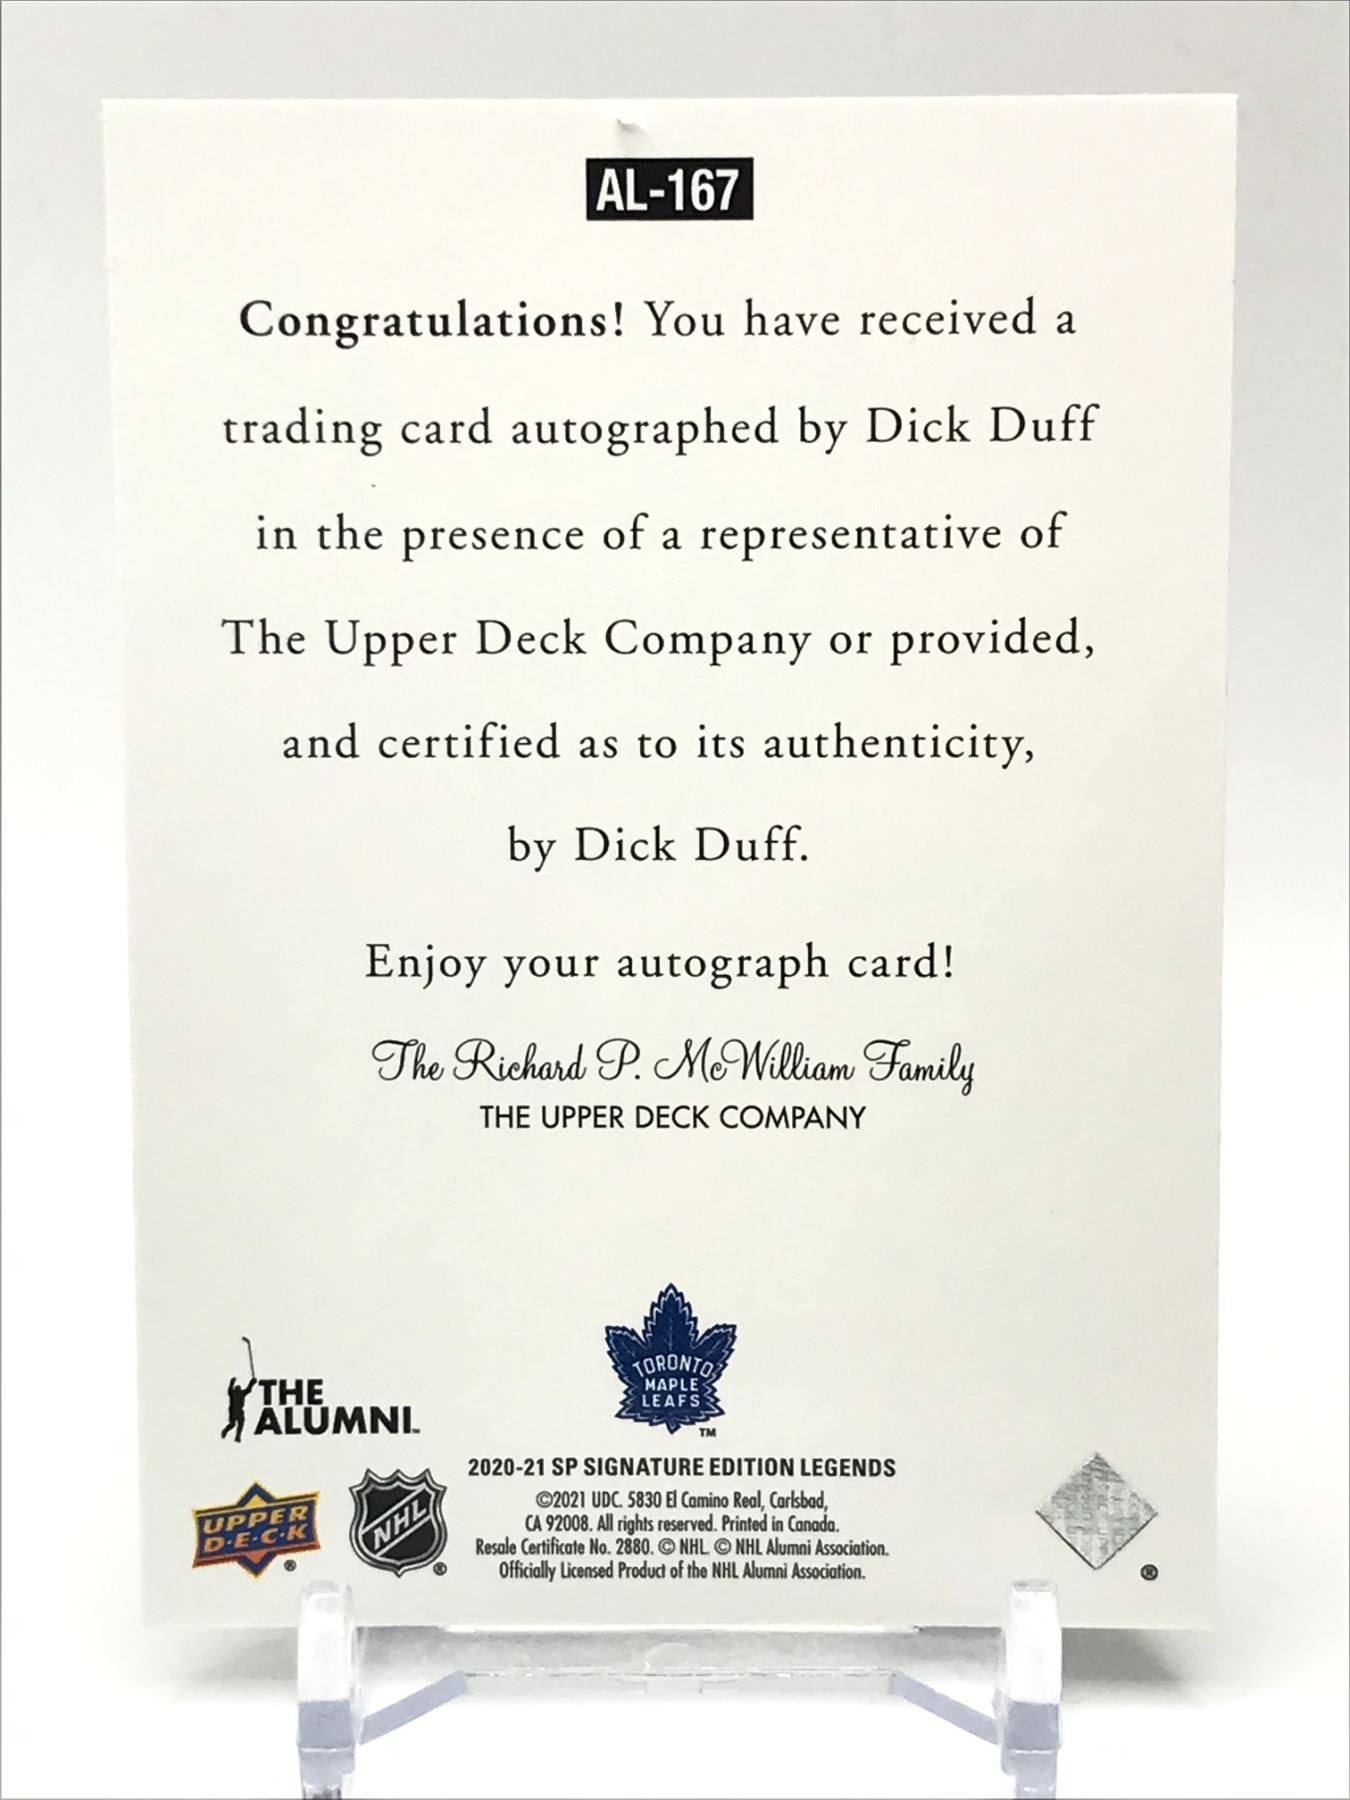 AL-167
Congratulations! You have received a
trading card autographed by Dick Duff
in the presence of a representative of
The Upper Deck Company or provided,
and certified as to its authenticity,
by Dick Duff.
Enjoy your autograph card!
The Richard P. McWilliam Family
THE UPPER DECK COMPANY
TORONTO
MAPLE
LEAFS
TM
THE
ALUMNI
2020-21 SP SIGNATURE EDITION LEGENDS
UPPER
D·E·C·K
®
NHL
®
©2021 UDC. 5830 El Camino Real, Carlsbad,
CA 92008. All rights reserved. Printed in Canada.
Resale Certificate No. 2880. © NHL. © NHL Alumni Association.
Officially Licensed Product of the NHL Alumni Association.
®